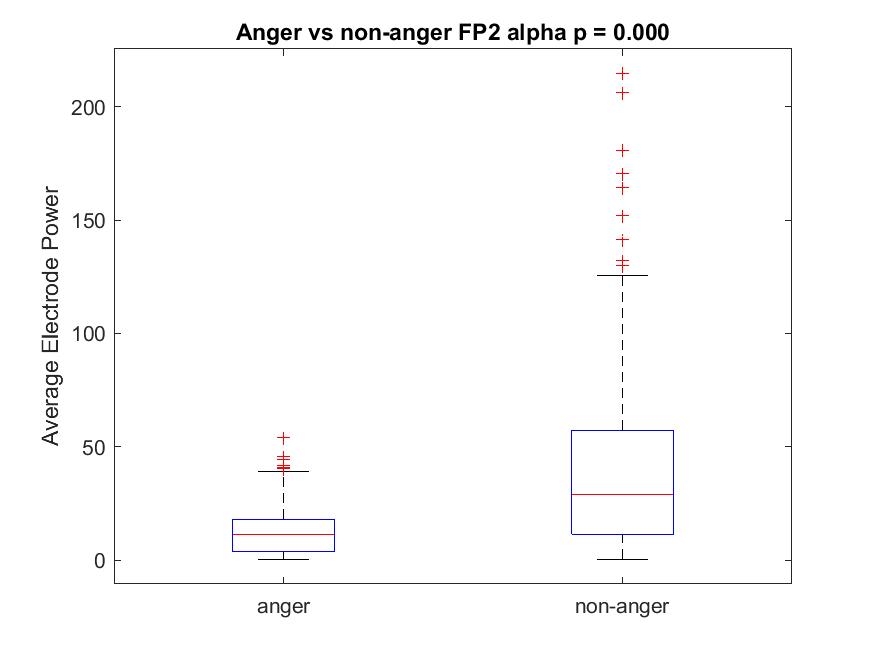 Anger vs non-anger FP2 alpha p = 0.000
Average Electrode Power
200
150
100
50
0
anger
non-anger